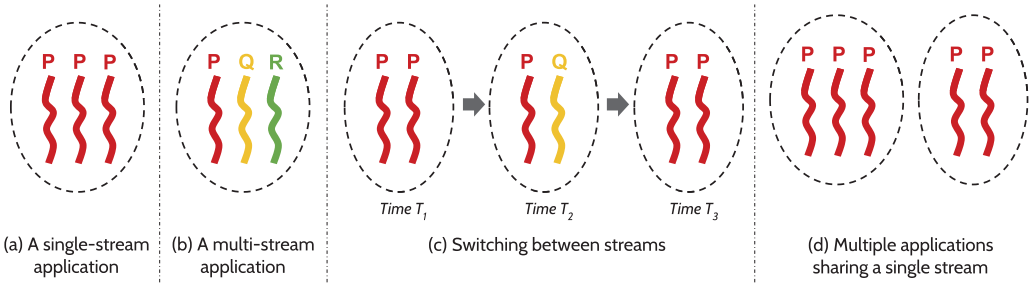 P P P
P Q R
P P
P Q
P P
P P P
P P
Time T1
Time T2
Time T3
(a) A single-stream
application
(b) A multi-stream
application
(c) Switching between streams
(d) Multiple applications
sharing a single stream